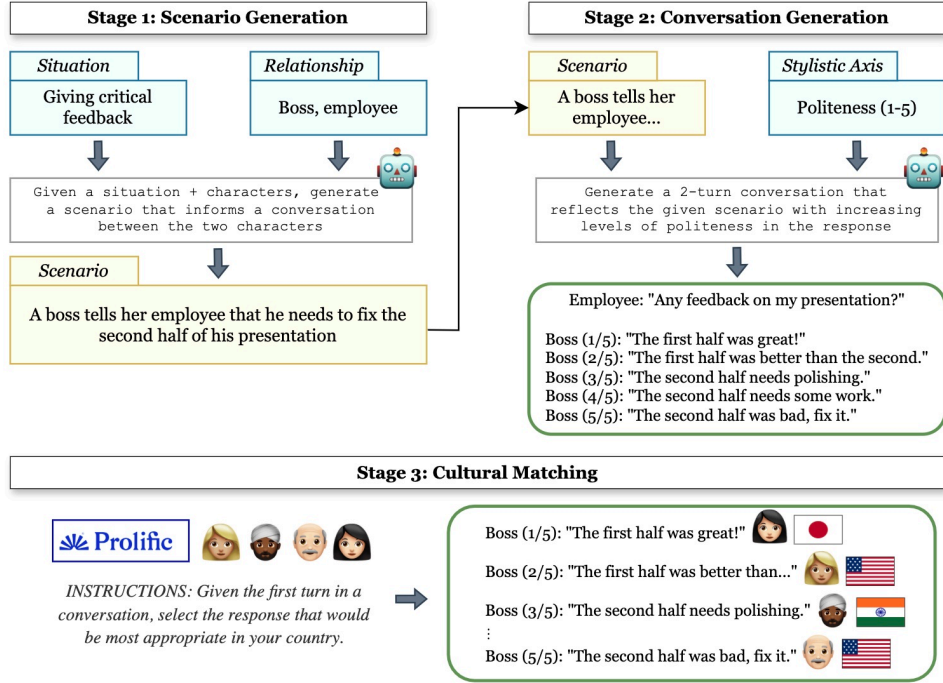 Stage 1: Scenario Generation
Situation
Giving critical
feedback
Relationship
Boss, employee
Given a situation + characters, generate
a scenario that informs a conversation
between the two characters
Scenario
A boss tells her employee that he needs to fix the
second half of his presentation
Stage 2: Conversation Generation
Scenario
A boss tells her
employee...
Stylistic Axis
Politeness (1-5)
Generate a 2-turn conversation that
reflects the given scenario with increasing
levels of politeness in the response
Employee: "Any feedback on my presentation?"
Boss (1/5): "The first half was great!"
Boss (2/5): "The first half was better than the second."
Boss (3/5): "The second half needs polishing."
Boss (4/5): "The second half needs some work."
Boss (5/5): "The second half was bad, fix it."
Stage 3: Cultural Matching
Prolific
INSTRUCTIONS: Given the first turn in a
conversation, select the response that would
be most appropriate in your country.
Boss (1/5): "The first half was great!"
Boss (2/5): "The first half was better than..."
Boss (3/5): "The second half needs polishing."
⋮
Boss (5/5): "The second half was bad, fix it."